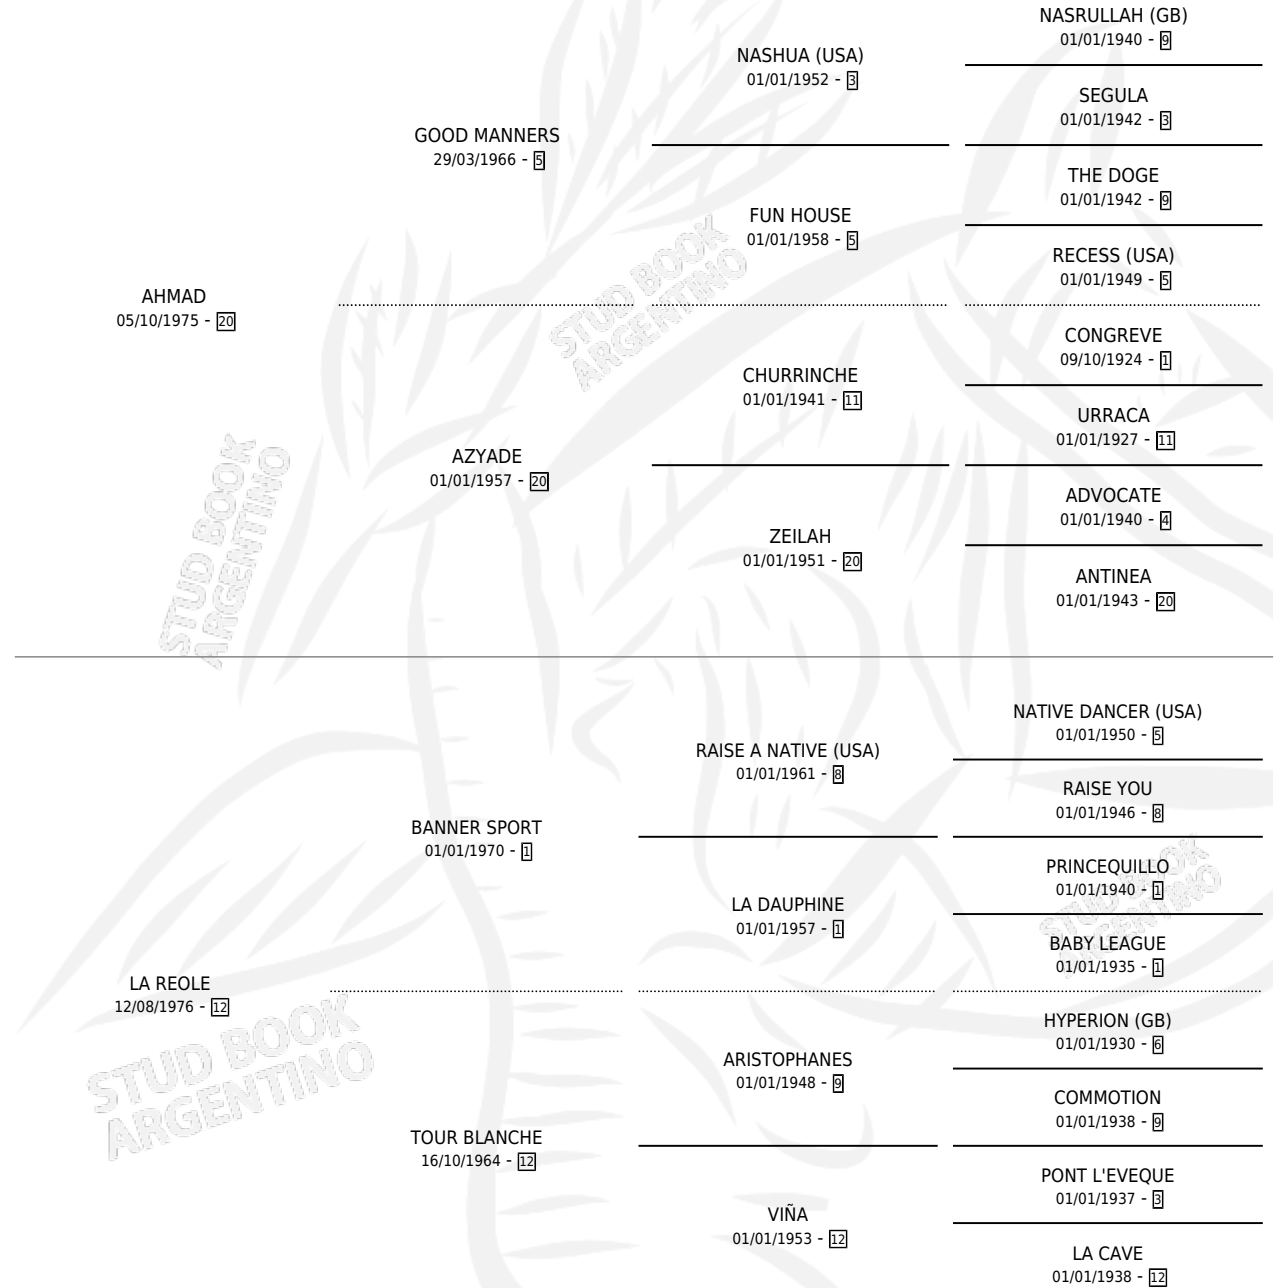 NASRULLAH (GB)
01/01/1940 - 9
NASHUA (USA)
01/01/1952 - 3
SEGULA
01/01/1942 - 3
GOOD MANNERS
29/03/1966 - 5
THE DOGE
01/01/1942 - 9
FUN HOUSE
01/01/1958 - 5
RECESS (USA)
01/01/1949 - 5
AHMAD
05/10/1975 - 20
CONGREVE
09/10/1924 - 1
CHURRINCHE
01/01/1941 - 11
URRACA
01/01/1927 - 11
AZYADE
01/01/1957 - 20
ADVOCATE
01/01/1940 - 4
ZEILAH
01/01/1951 - 20
ANTINEA
01/01/1943 - 20
STUD BOOK
ARGENTINO
STUD BOOK
ARGENTINO
NATIVE DANCER (USA)
01/01/1950 - 5
RAISE A NATIVE (USA)
01/01/1961 - 8
RAISE YOU
01/01/1946 - 8
BANNER SPORT
01/01/1970 - 1
PRINCEQUILLO
01/01/1940 - 1
LA DAUPHINE
01/01/1957 - 1
BABY LEAGUE
01/01/1935 - 1
STUD BOOK
ARGENTINO
LA REOLE
12/08/1976 - 12
HYPERION (GB)
01/01/1930 - 6
ARISTOPHANES
01/01/1948 - 9
COMMOTION
01/01/1938 - 9
STUD BOOK
ARGENTINO
TOUR BLANCHE
16/10/1964 - 12
PONT L'EVEQUE
01/01/1937 - 3
VIÑA
01/01/1953 - 12
LA CAVE
01/01/1938 - 12